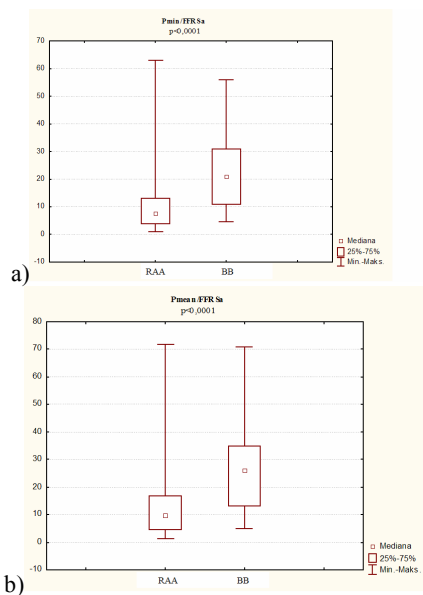 Pmin/FFRSa
p<0,0001
70
60
50
40
30
20
10
0
-10
RAA BB
Mediana
25%-75%
Min.-Maks.
a)
Pmean/FFRSa
p<0,0001
80
70
60
50
40
30
20
10
0
-10
RAA BB
Mediana
25%-75%
Min.-Maks.
b)